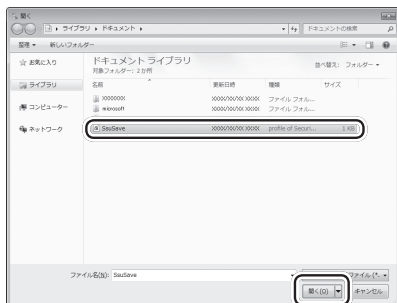 開く
ライブラリ ▸ ドキュメント ▸
ドキュメントの検索
整理 ▾ 新しいフォルダー
お気に入り
ライブラリ
コンピューター
ネットワーク
ドキュメント ライブラリ
対象フォルダー: 2 か所
並べ替え: フォルダー ▾
名前 更新日時 種類 サイズ
XXXXXXX XXXX/XX/XX XX:XX ファイル フォル...
microsoft XXXX/XX/XX XX:XX ファイル フォル...
SsuSave XXXX/XX/XX XX:XX profile of Securi... 1 KB
ファイル名(N): SsuSave
ファイル (*.
開く(O) キャンセル